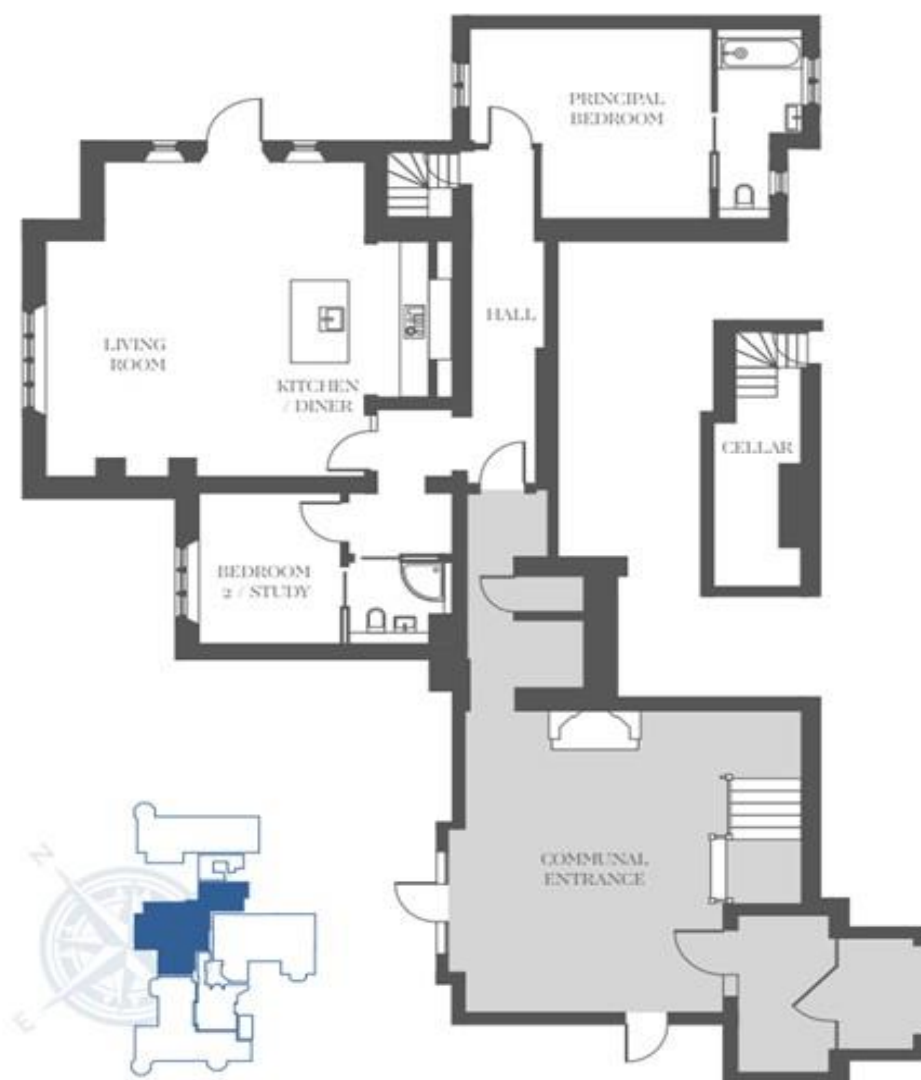 PRINCIPAL
BEDROOM
HALL
LIVING
ROOM
KITCHEN
/ DINER
CELLAR
BEDROOM
2 / STUDY
COMMUNAL
ENTRANCE
N
E